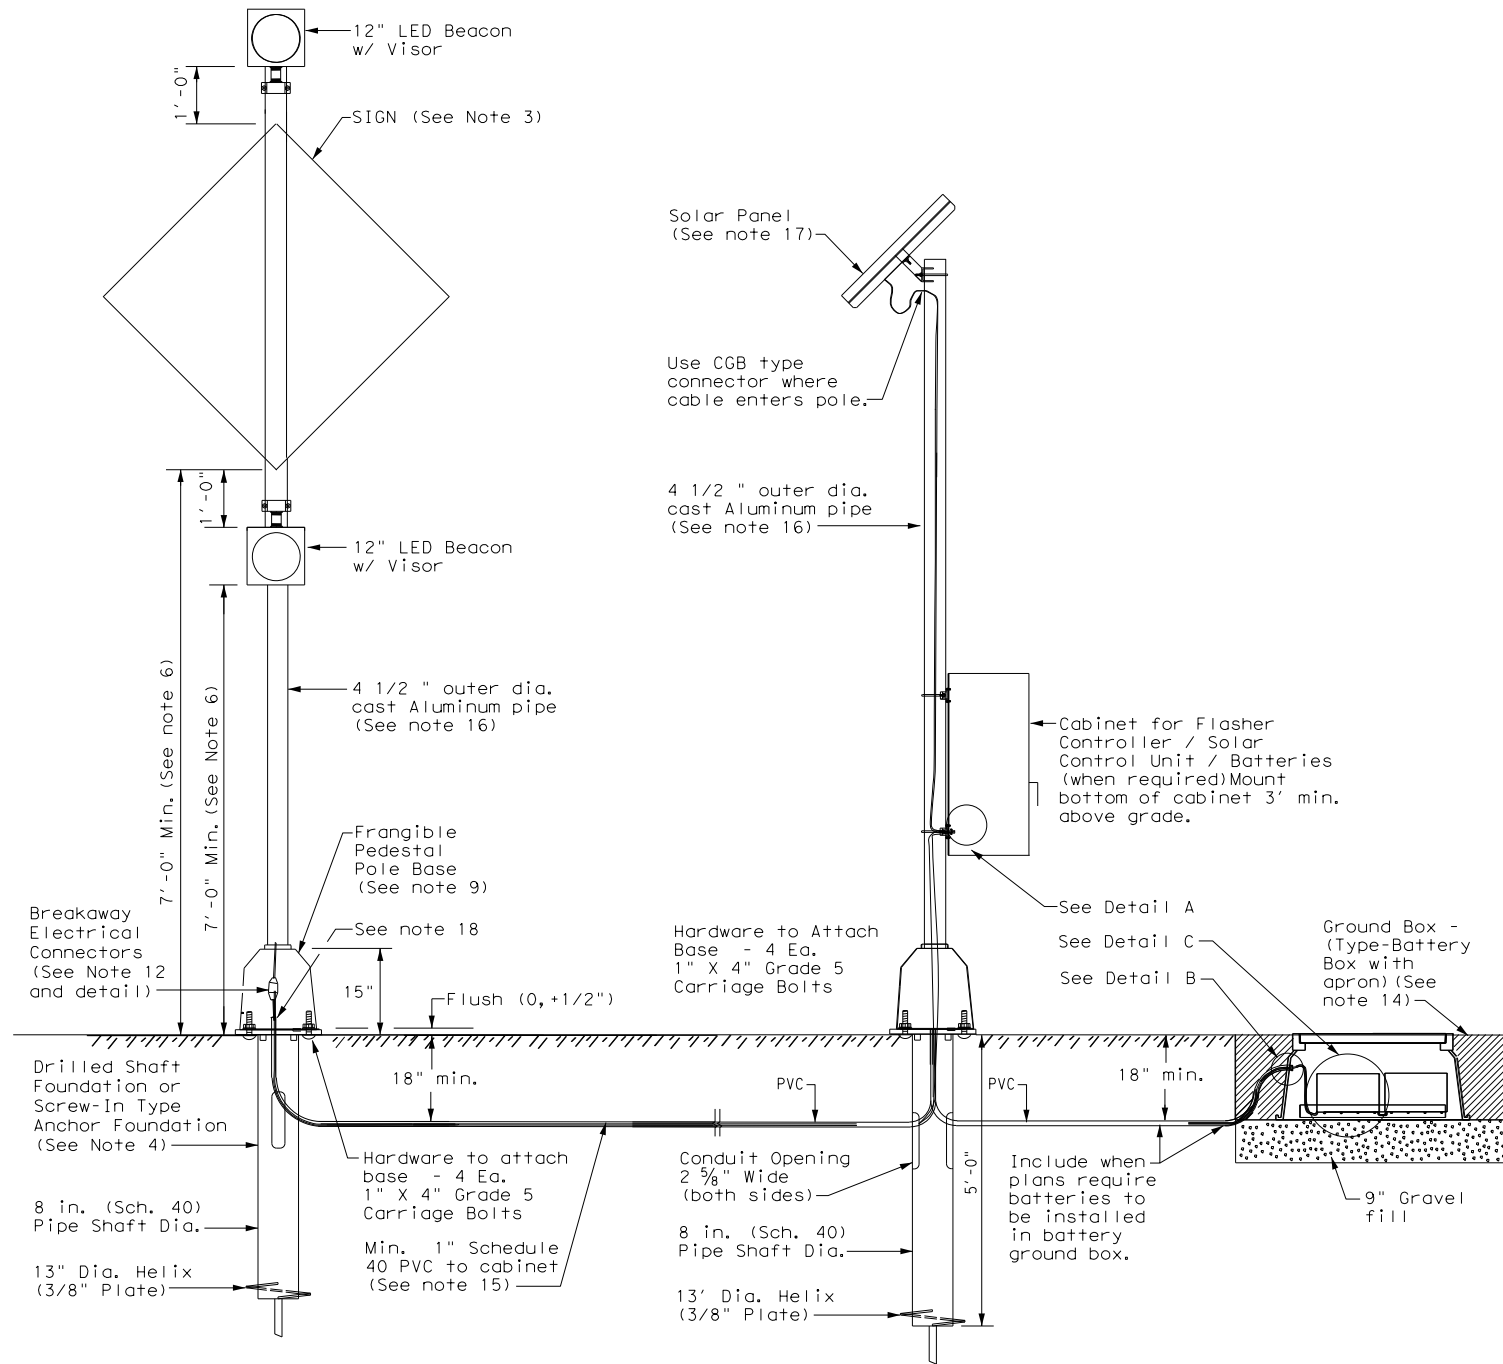 12" LED Beacon
w/ Visor
1'-0"
SIGN (See Note 3)
Solar Panel
(See note 17)
Use CGB type
connector where
cable enters pole.
1'-0"
4 1/2 " outer dia.
cast Aluminum pipe
(See note 16)
12" LED Beacon
w/ Visor
7'-0" Min. (See note 6)
7'-0" Min. (See Note 6)
4 1/2 " outer dia.
cast Aluminum pipe
(See note 16)
Cabinet for Flasher
Controller / Solar
Control Unit / Batteries
(when required)Mount
bottom of cabinet 3' min.
above grade.
Frangible
Pedestal
Pole Base
(See note 9)
See note 18
Breakaway
Electrical
Connectors
(See Note 12
and detail)
15"
Flush (0, +1/2")
Hardware to Attach
Base - 4 Ea.
1" X 4" Grade 5
Carriage Bolts
See Detail A
See Detail C
See Detail B
Ground Box -
(Type-Battery
Box with
apron) (See
note 14)
Drilled Shaft
Foundation or
Screw-In Type
Anchor Foundation
(See Note 4)
18" min.
PVC
PVC
18" min.
8 in. (Sch. 40)
Pipe Shaft Dia.
13" Dia. Helix
(3/8" Plate)
Hardware to attach
base - 4 Ea.
1" X 4" Grade 5
Carriage Bolts
Min. 1" Schedule
40 PVC to cabinet
(See note 15)
Conduit Opening
2 5/8" Wide
(both sides)
8 in. (Sch. 40)
Pipe Shaft Dia.
13' Dia. Helix
(3/8" Plate)
5'-0"
Include when
plans require
batteries to
be installed
in battery
ground box.
9" Gravel
fill